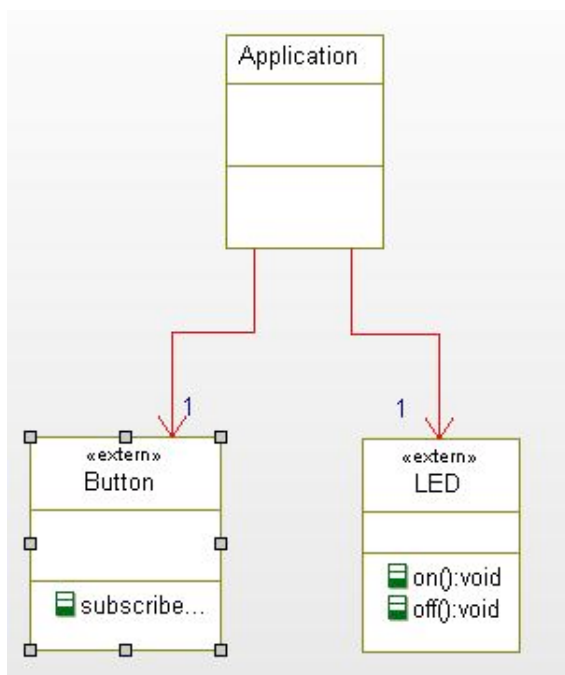 Application
1
1
«extern»
Button
subscribe...
«extern»
LED
on():void
off():void